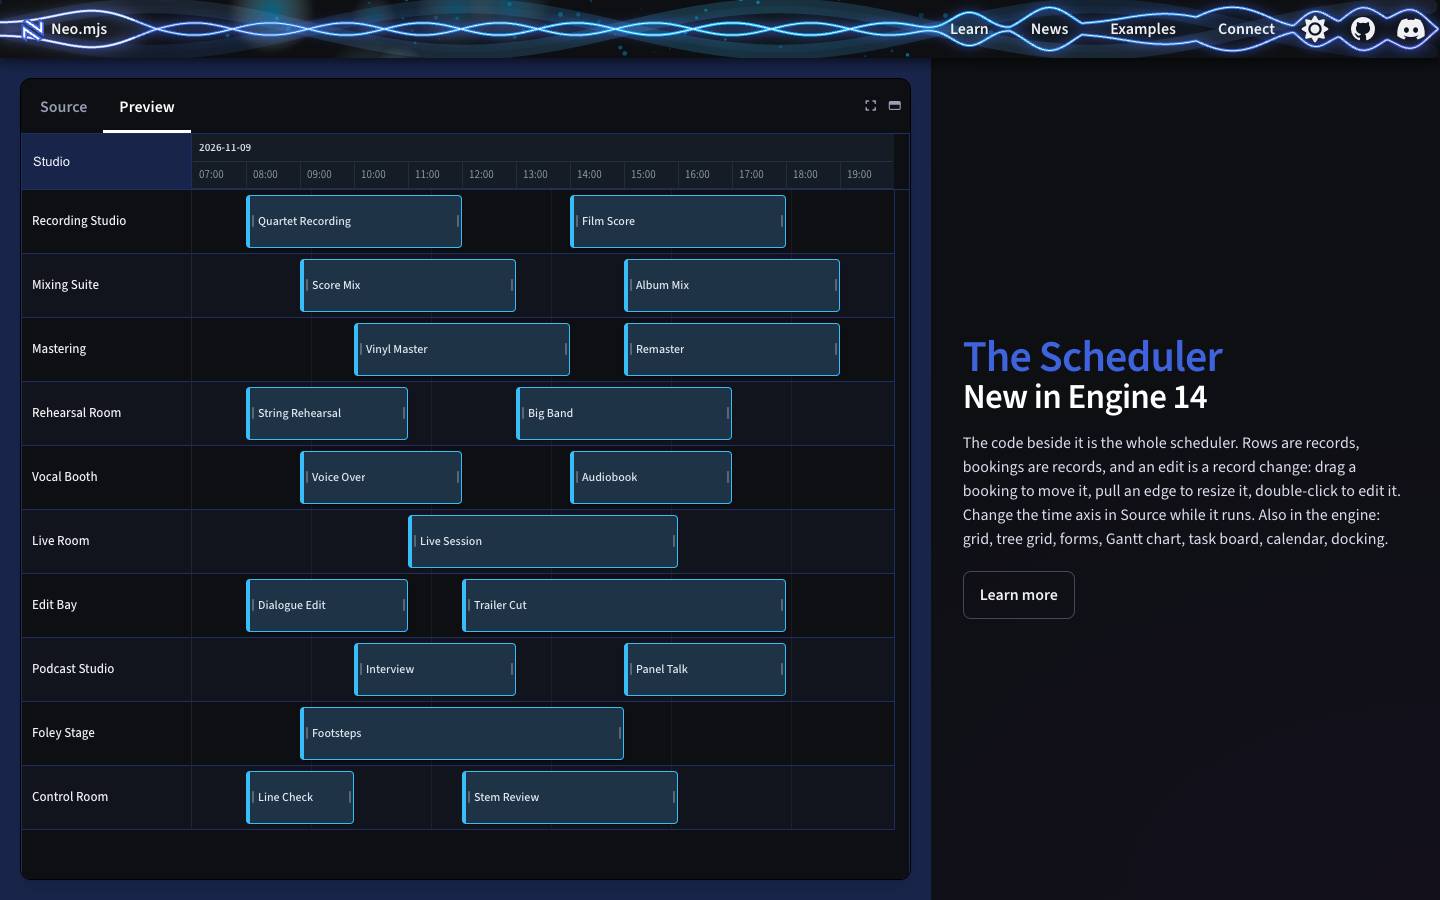 Neo.mjs
Learn
News
Examples
Connect
Source
Preview
Studio
2026-11-09
07:00 08:00 09:00 10:00 11:00 12:00 13:00 14:00 15:00 16:00 17:00 18:00 19:00
Recording Studio
Quartet Recording
Film Score
Mixing Suite
Score Mix
Album Mix
Mastering
Vinyl Master
Remaster
Rehearsal Room
String Rehearsal
Big Band
Vocal Booth
Voice Over
Audiobook
Live Room
Live Session
Edit Bay
Dialogue Edit
Trailer Cut
Podcast Studio
Interview
Panel Talk
Foley Stage
Footsteps
Control Room
Line Check
Stem Review
The Scheduler
New in Engine 14
The code beside it is the whole scheduler. Rows are records,
bookings are records, and an edit is a record change: drag a
booking to move it, pull an edge to resize it, double-click to edit it.
Change the time axis in Source while it runs. Also in the engine:
grid, tree grid, forms, Gantt chart, task board, calendar, docking.
Learn more